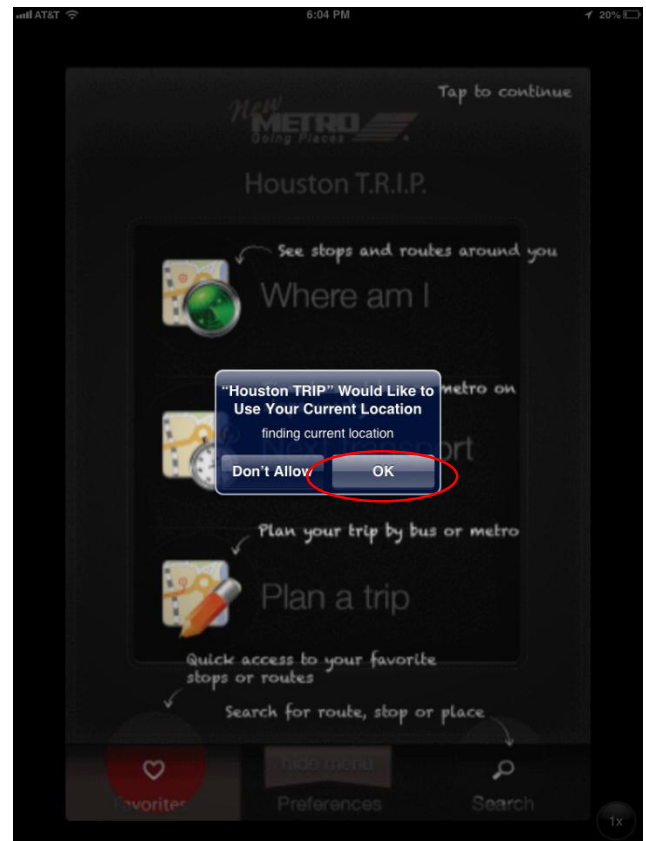 AT&T 6:04 PM 20%
Tap to continue
New
METRO
Going Places
Houston T.R.I.P.
See stops and routes around you
Where am I
"Houston TRIP" Would Like to
Use Your Current Location
finding current location
metro on
Next Transport
Don't Allow OK
Plan your trip by bus or metro
Plan a trip
Quick access to your favorite
stops or routes
Search for route, stop or place
hide menu
Favorites Preferences Search
1x